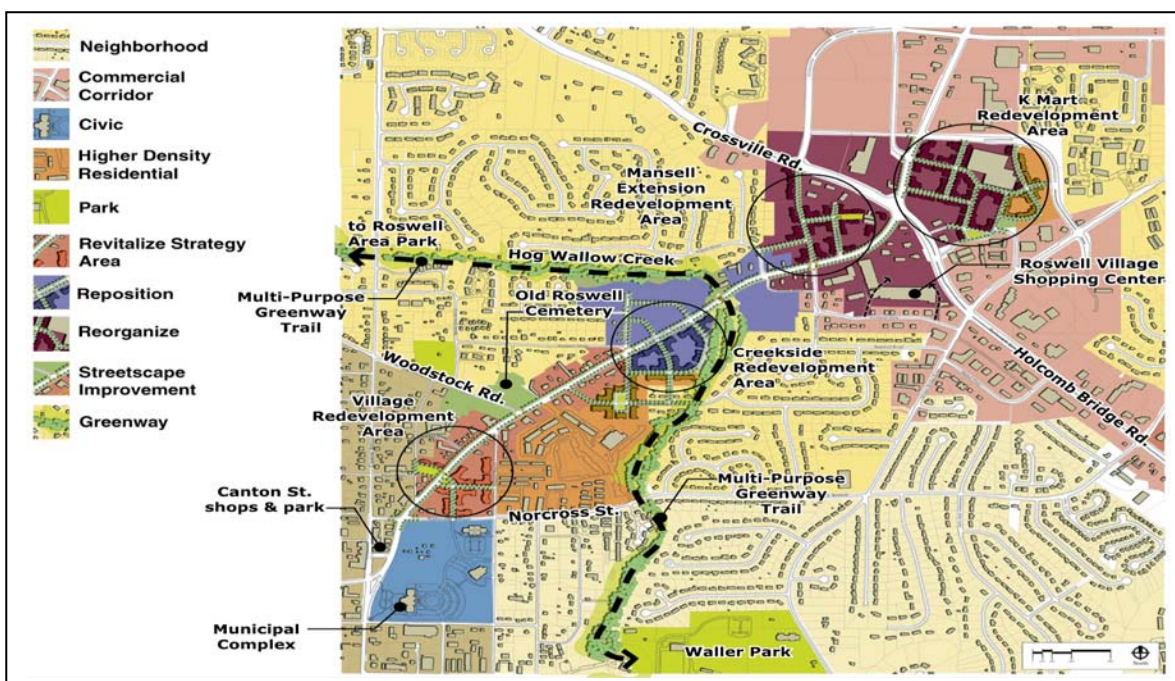 Neighborhood
Commercial
Corridor
Civic
Higher Density
Residential
Park
Revitalize Strategy
Area
Reposition
Reorganize
Streetscape
Improvement
Greenway
K Mart
Redevelopment
Area
Crossville Rd.
Mansell
Extension
Redevelopment
Area
to Roswell
Area Park
Hog Wallow Creek
Roswell Village
Shopping Center
Multi-Purpose
Greenway
Trail
Old Roswell
Cemetery
Woodstock Rd.
Creekside
Redevelopment
Area
Holcomb Bridge Rd.
Village
Redevelopment
Area
Canton St.
shops & park
Norcross St.
Multi-Purpose
Greenway
Trail
Municipal
Complex
Waller Park
North